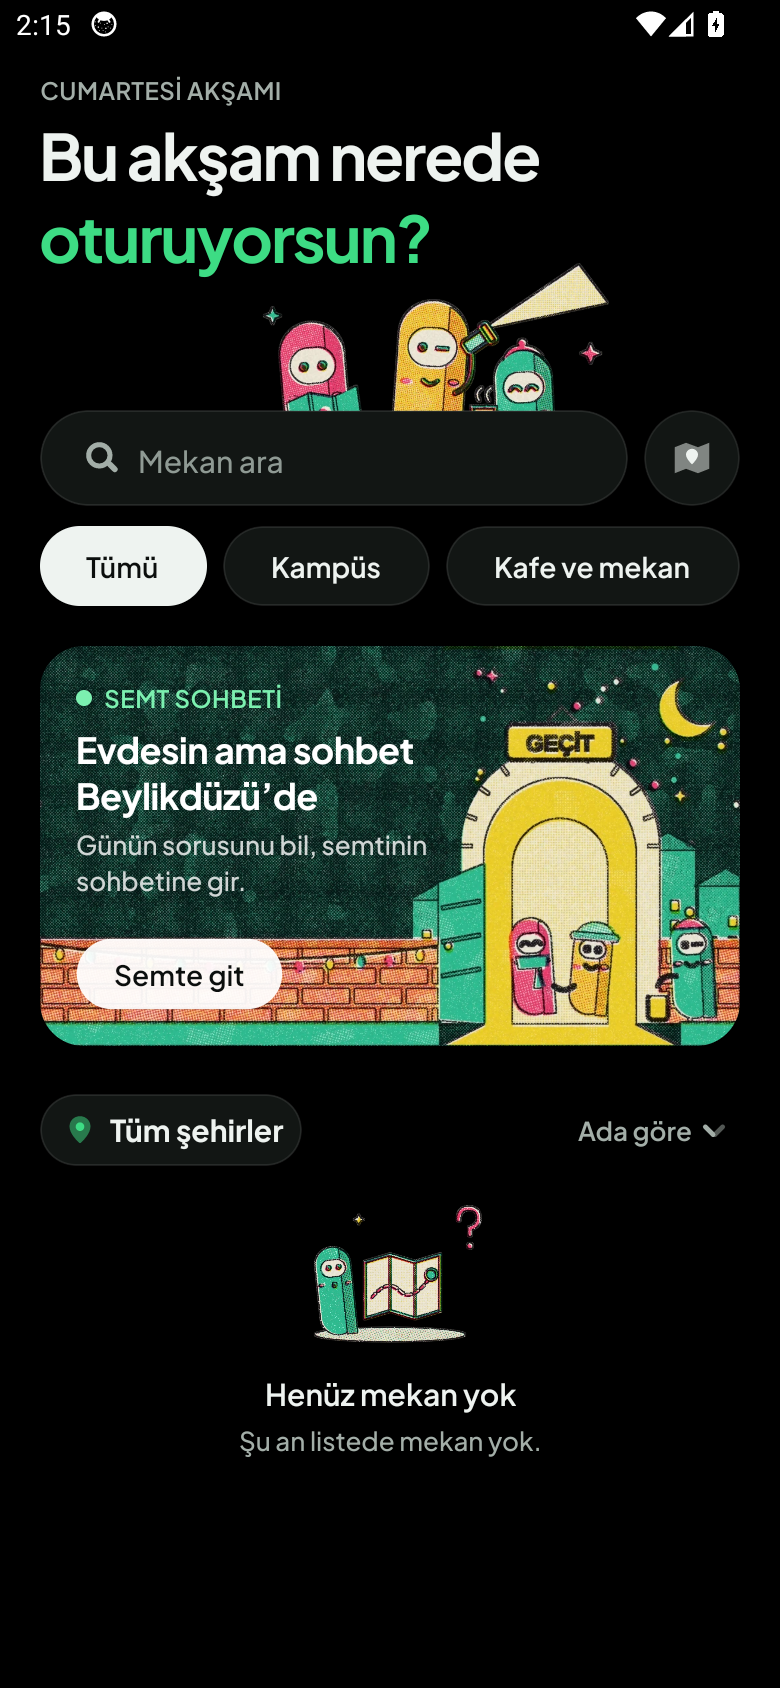 2:15
CUMARTESİ AKŞAMI
Bu akşam nerede
oturuyorsun?
Mekan ara
Tümü
Kampüs
Kafe ve mekan
SEMT SOHBETİ
GEÇİT
Evdesin ama sohbet
Beylikdüzü’de
Günün sorusunu bil, semtinin
sohbetine gir.
Semte git
Tüm şehirler
Ada göre
?
Henüz mekan yok
Şu an listede mekan yok.